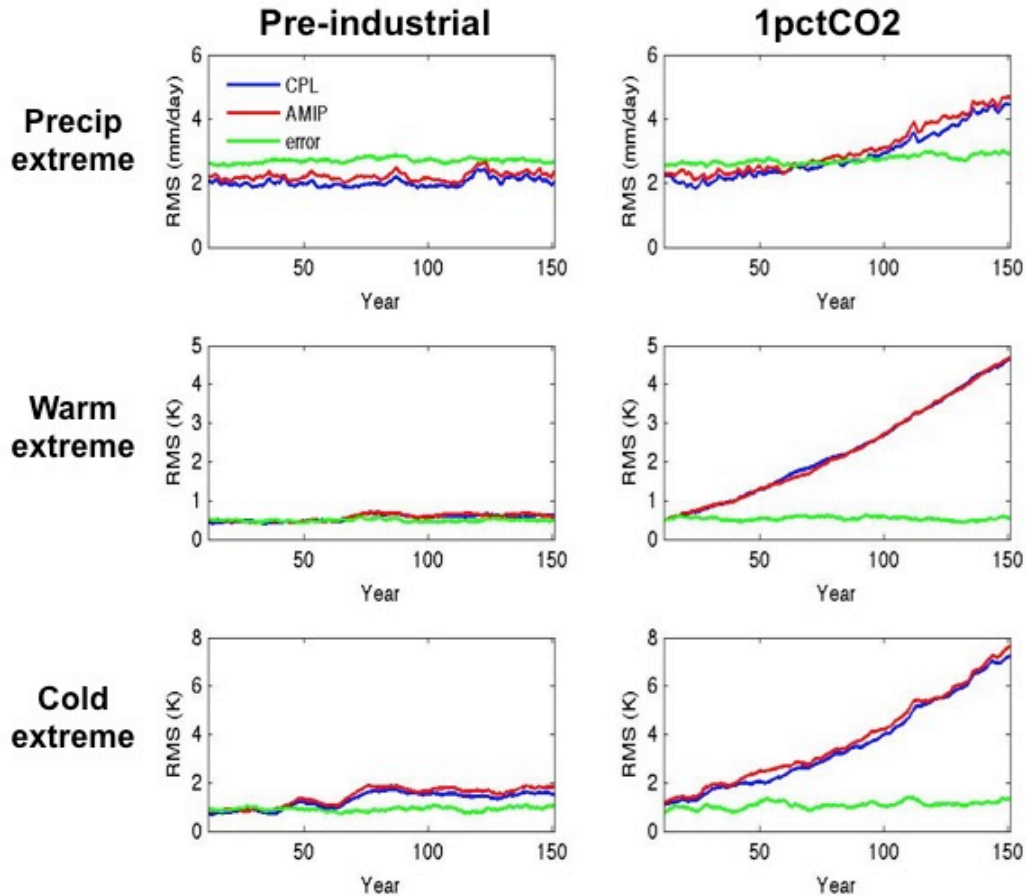 Pre-industrial
1pctCO2
Precip
extreme
RMS (mm/day)
6
4
2
0
CPL
AMIP
error
50
100
150
Year
RMS (mm/day)
6
4
2
0
50
100
150
Year
Warm
extreme
RMS (K)
5
4
3
2
1
0
50
100
150
Year
RMS (K)
5
4
3
2
1
0
50
100
150
Year
Cold
extreme
RMS (K)
8
6
4
2
0
50
100
150
Year
RMS (K)
8
6
4
2
0
50
100
150
Year